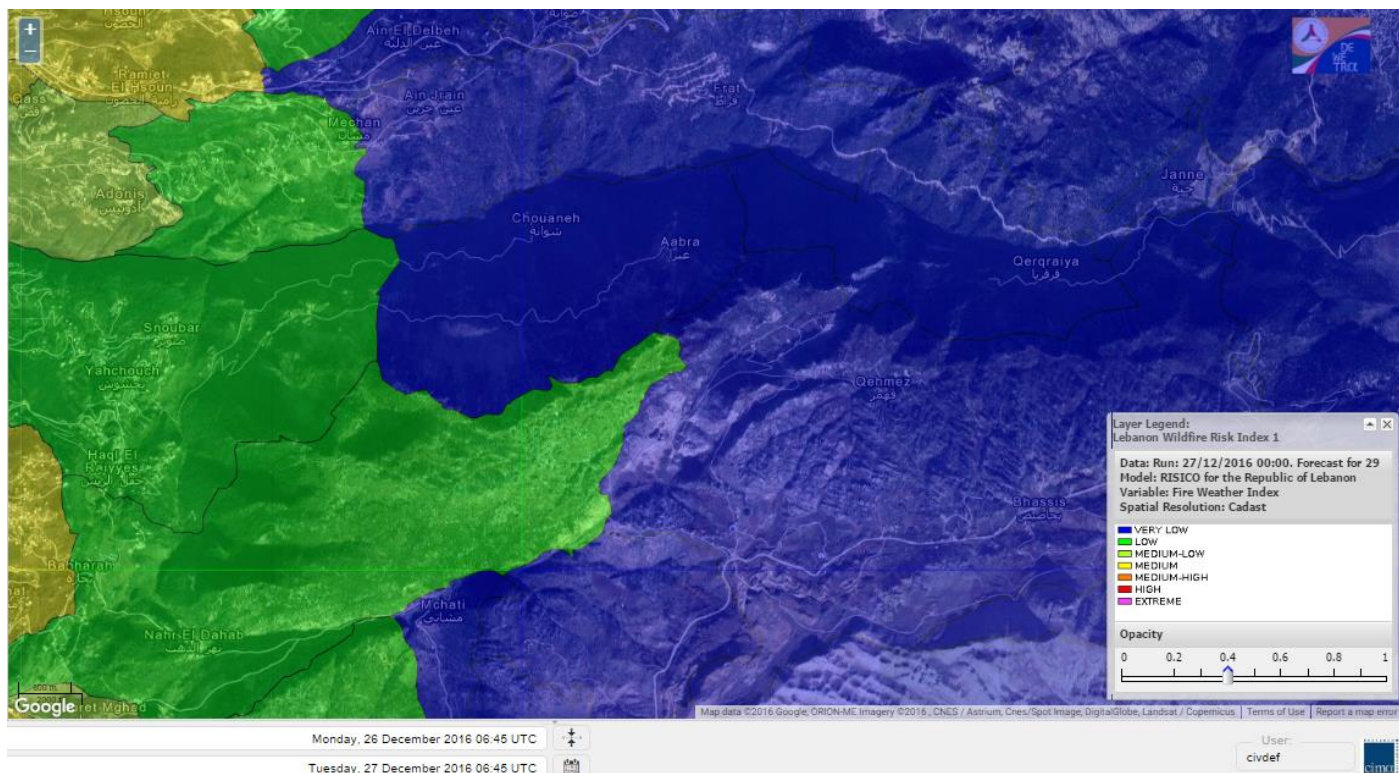 +
−
Hsoun
الحصون
Ain El Delbeh
عين الدلبة
صوانة
DE
WE
TRA
Ramiet
El Hsoun
رامية الحصون
Ain Jrain
عين جرين
Frat
فراط
Mechan
مشان
Janne
جنة
Adonis
أدونيس
Chouaneh
شوانة
Aabra
عبرا
Qerqraiya
قرقريا
Snoubar
صنوبر
Yahchouch
يحشوش
Qehmez
قهمز
Haql El
Raiyyes
حقل الريس
Bhassis
بحاصيص
Mchati
مشاتي
Nahr El Dahab
نهر الذهب
Layer Legend:
Lebanon Wildfire Risk Index 1
Data: Run: 27/12/2016 00:00. Forecast for 29
Model: RISICO for the Republic of Lebanon
Variable: Fire Weather Index
Spatial Resolution: Cadast
VERY LOW
LOW
MEDIUM-LOW
MEDIUM
MEDIUM-HIGH
HIGH
EXTREME
Opacity
0 0.2 0.4 0.6 0.8 1
Google
Map data ©2016 Google, ORION-ME Imagery ©2016 , CNES / Astrium, Cnes/Spot Image, DigitalGlobe, Landsat / Copernicus
Terms of Use
Report a map error
Monday, 26 December 2016 06:45 UTC
Tuesday, 27 December 2016 06:45 UTC
User:
civdef
cima